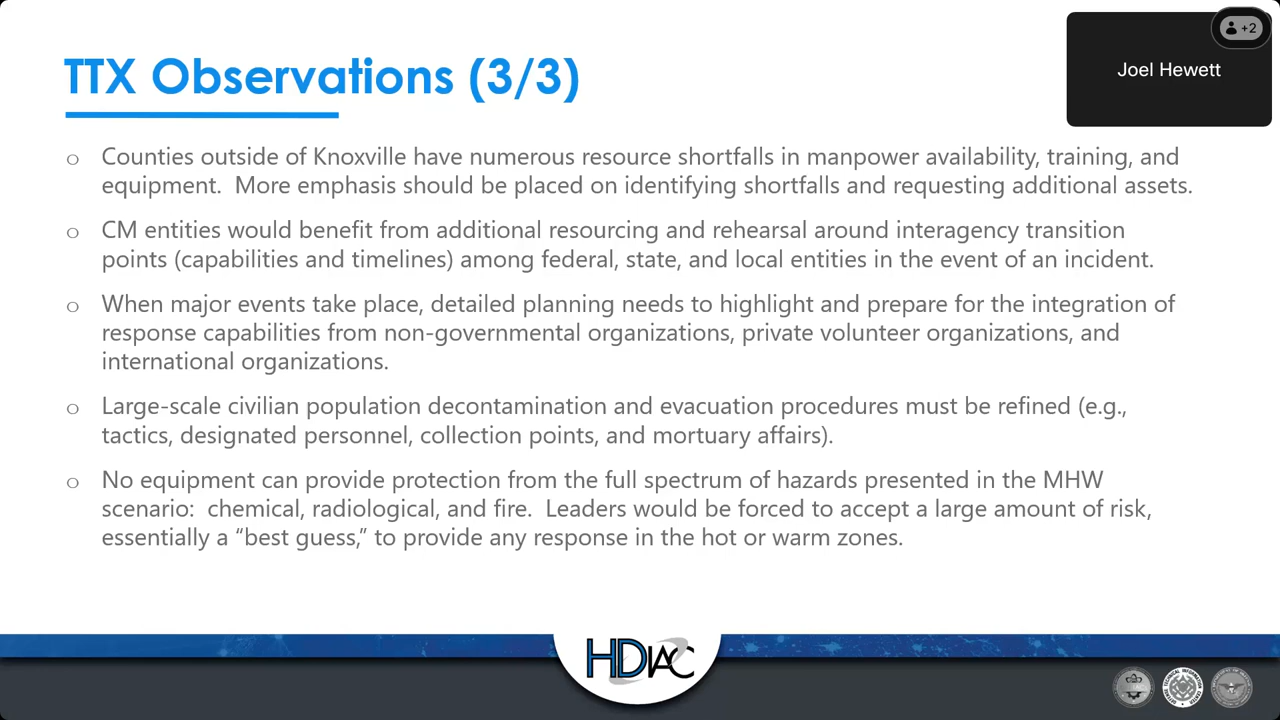 TTX Observations (3/3)
+2
Joel Hewett
o Counties outside of Knoxville have numerous resource shortfalls in manpower availability, training, and
equipment.  More emphasis should be placed on identifying shortfalls and requesting additional assets.
o CM entities would benefit from additional resourcing and rehearsal around interagency transition
points (capabilities and timelines) among federal, state, and local entities in the event of an incident.
o When major events take place, detailed planning needs to highlight and prepare for the integration of
response capabilities from non-governmental organizations, private volunteer organizations, and
international organizations.
o Large-scale civilian population decontamination and evacuation procedures must be refined (e.g.,
tactics, designated personnel, collection points, and mortuary affairs).
o No equipment can provide protection from the full spectrum of hazards presented in the MHW
scenario:  chemical, radiological, and fire.  Leaders would be forced to accept a large amount of risk,
essentially a “best guess,” to provide any response in the hot or warm zones.
HDIAC